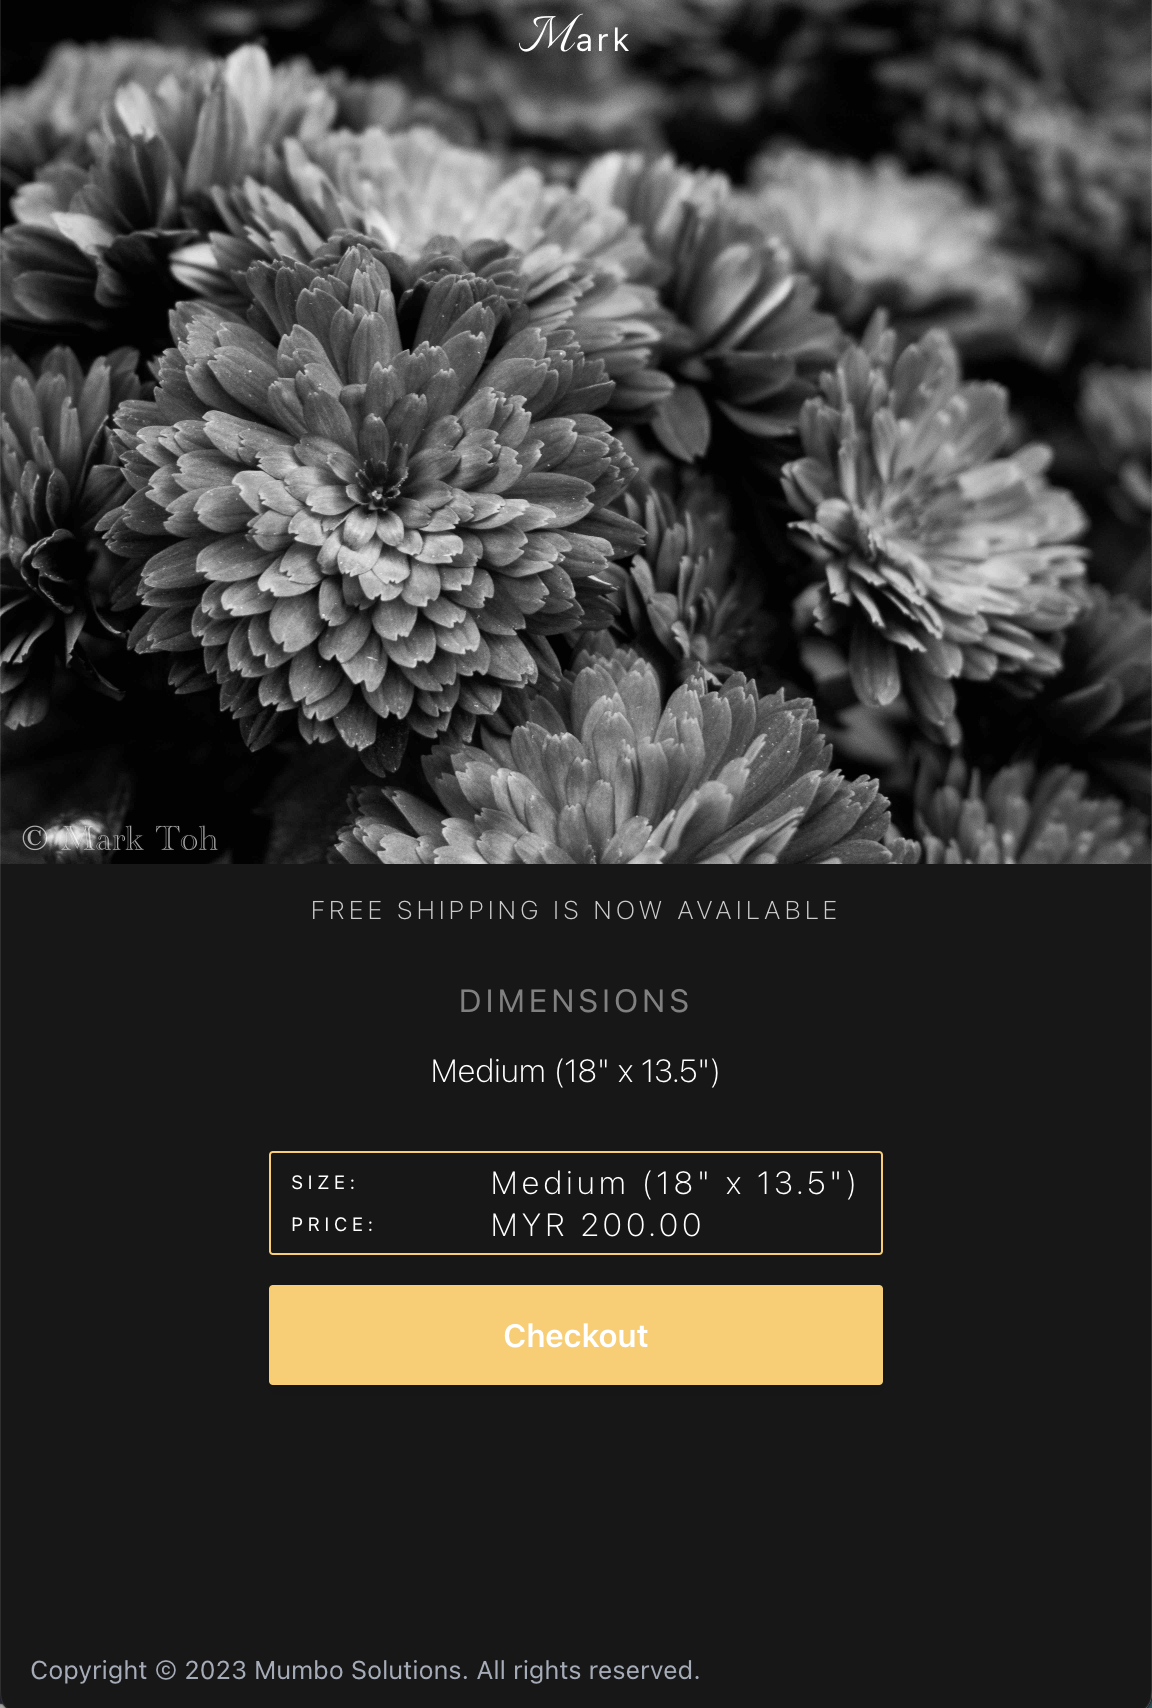 Mark
© Mark Toh
FREE SHIPPING IS NOW AVAILABLE
DIMENSIONS
Medium (18" x 13.5")
SIZE: Medium (18" x 13.5")
PRICE: MYR 200.00
Checkout
Copyright © 2023 Mumbo Solutions. All rights reserved.